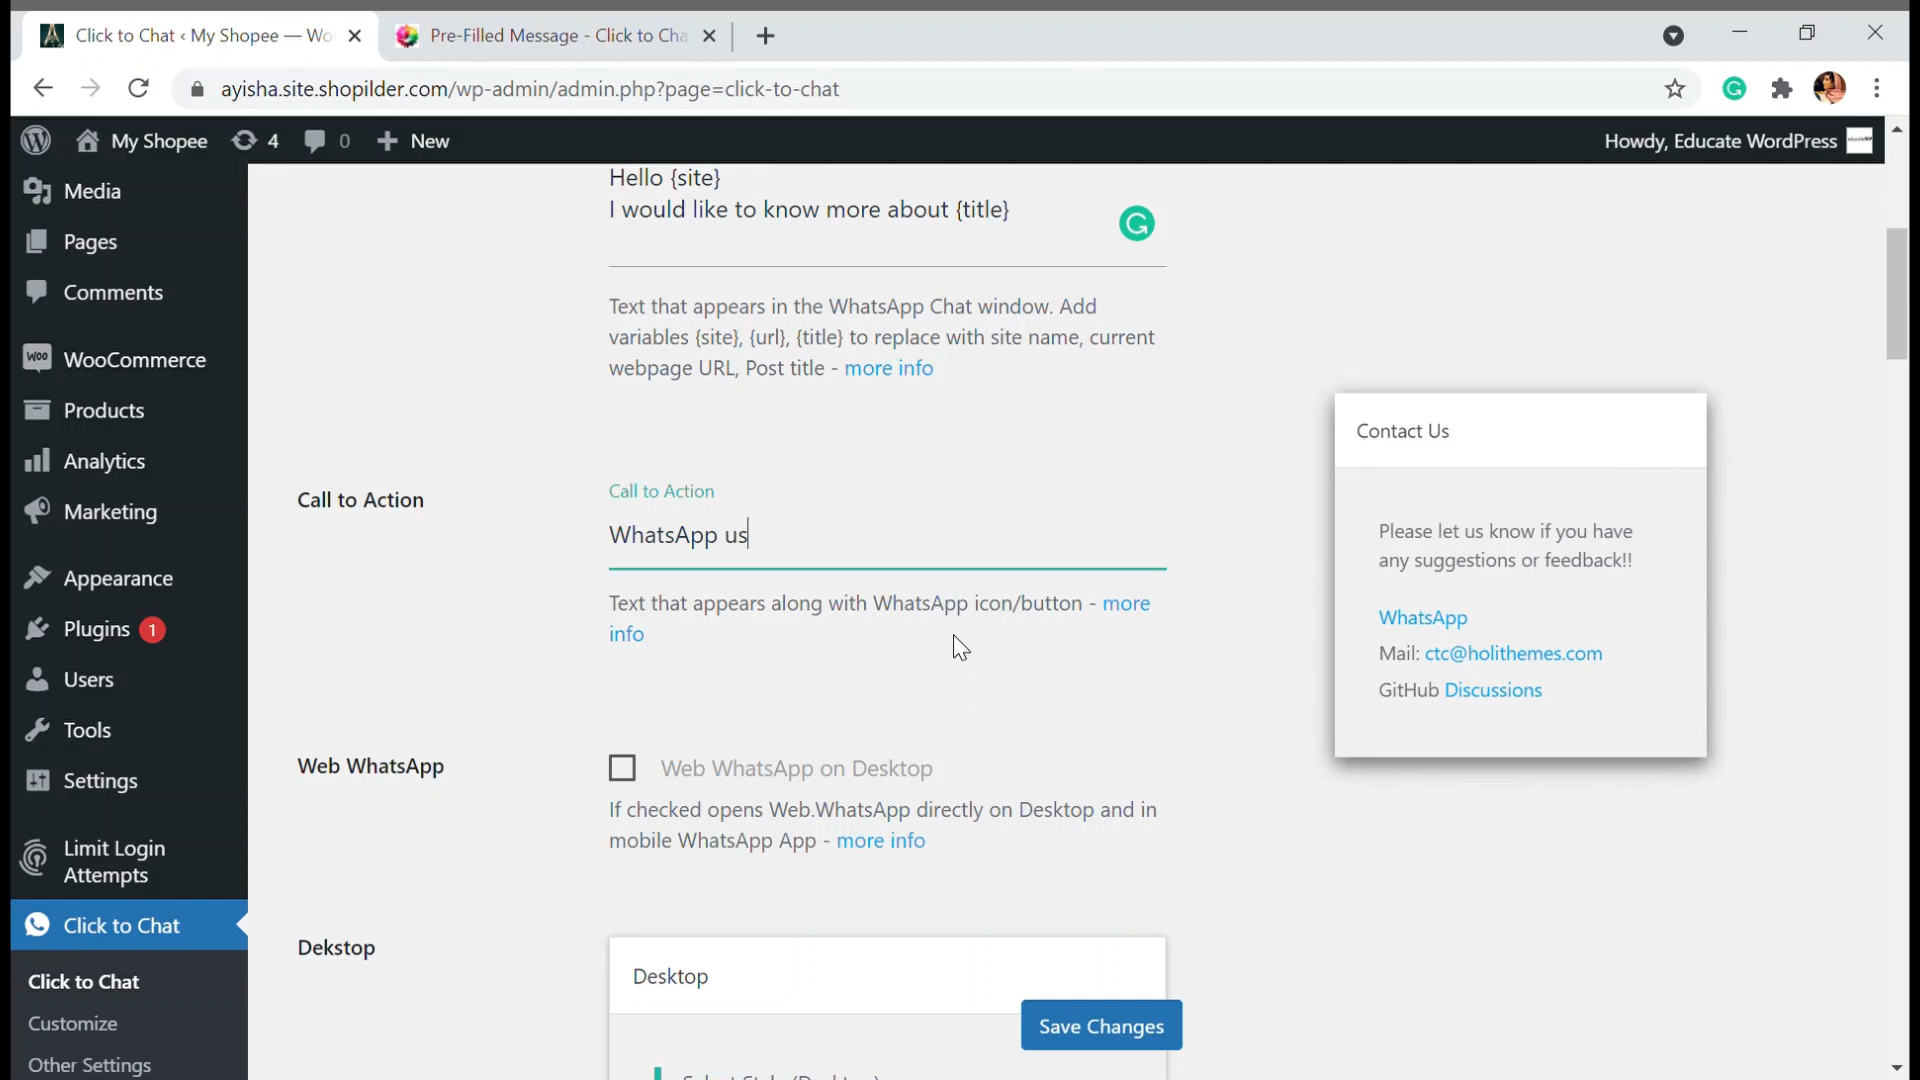 Click to Chat ‹ My Shopee — Wo
Pre-Filled Message - Click to Cha
ayisha.site.shopilder.com/wp-admin/admin.php?page=click-to-chat
My Shopee 4 0 New
Howdy, Educate WordPress
Media
Pages
Comments
WooCommerce
Products
Analytics
Marketing
Appearance
Plugins 1
Users
Tools
Settings
Limit Login
Attempts
Click to Chat
Click to Chat
Customize
Other Settings
Hello {site}
I would like to know more about {title}
Text that appears in the WhatsApp Chat window. Add
variables {site}, {url}, {title} to replace with site name, current
webpage URL, Post title - more info
Call to Action
Call to Action
WhatsApp us
Text that appears along with WhatsApp icon/button - more
info
Web WhatsApp
Web WhatsApp on Desktop
If checked opens Web.WhatsApp directly on Desktop and in
mobile WhatsApp App - more info
Dekstop
Desktop
Save Changes
Select Style (Desktop)
Contact Us
Please let us know if you have
any suggestions or feedback!!
WhatsApp
Mail: ctc@holithemes.com
GitHub Discussions